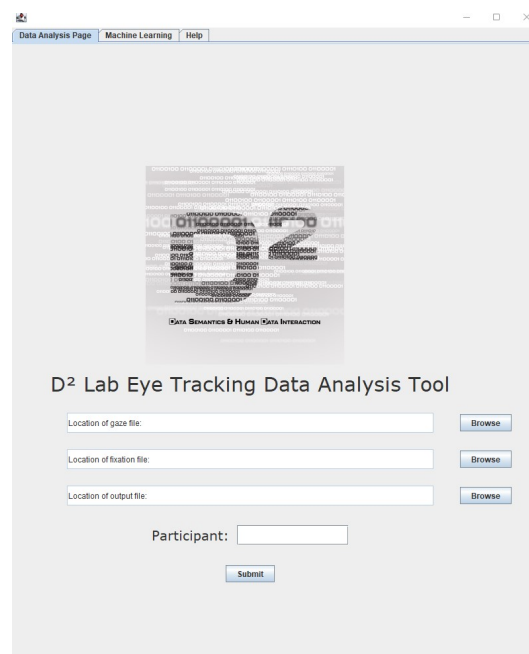 Data Analysis Page Machine Learning Help
D²
DATA SEMANTICS & HUMAN DATA INTERACTION
D² Lab Eye Tracking Data Analysis Tool
Location of gaze file: Browse
Location of fixation file: Browse
Location of output file: Browse
Participant:
Submit